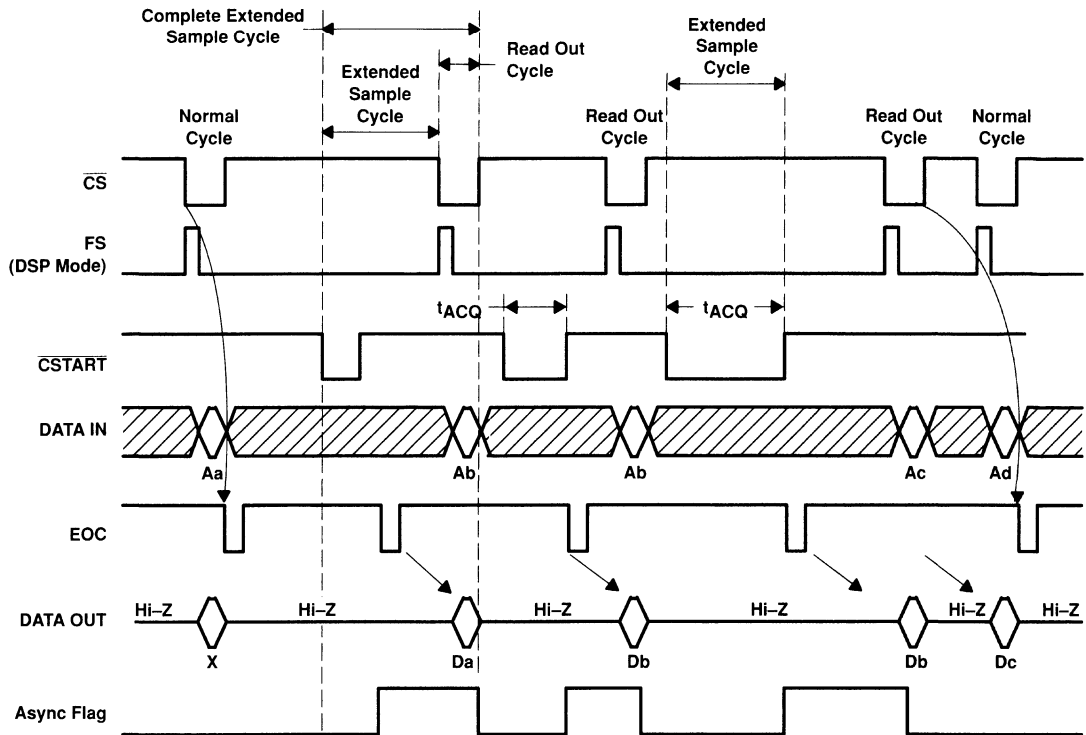 Complete Extended
Sample Cycle
Extended
Sample
Cycle
Read Out
Cycle
Extended
Sample
Cycle
Normal
Cycle
Read Out
Cycle
Read Out
Cycle
Normal
Cycle
CS
FS
(DSP Mode)
tACQ
tACQ
CSTART
DATA IN
Aa
Ab
Ab
Ac
Ad
EOC
DATA OUT
Hi–Z
Hi–Z
Hi–Z
Hi–Z
Hi–Z
Hi–Z
X
Da
Db
Db
Dc
Async Flag